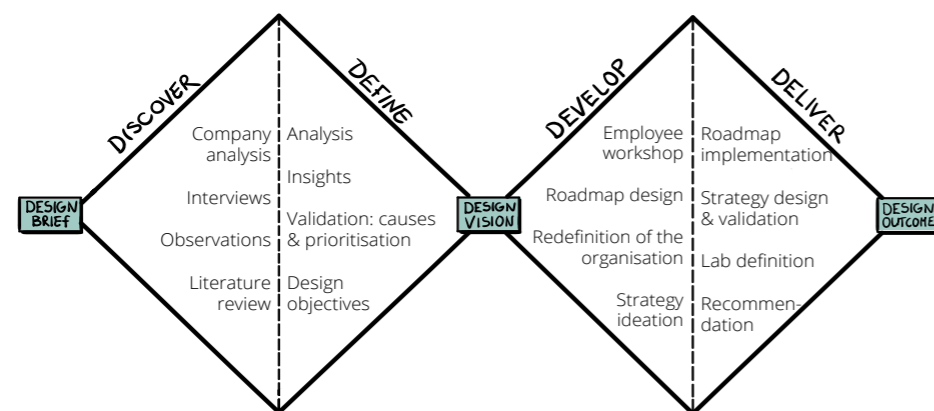 DISCOVER
DEFINE
DEVELOP
DELIVER
DESIGN
BRIEF
Company
analysis
Interviews
Observations
Literature
review
Analysis
Insights
Validation: causes
& prioritisation
Design
objectives
DESIGN
VISION
Employee
workshop
Roadmap design
Redefinition of the
organisation
Strategy
ideation
Roadmap
implementation
Strategy design
& validation
Lab definition
Recommen-
dation
DESIGN
OUTCOME